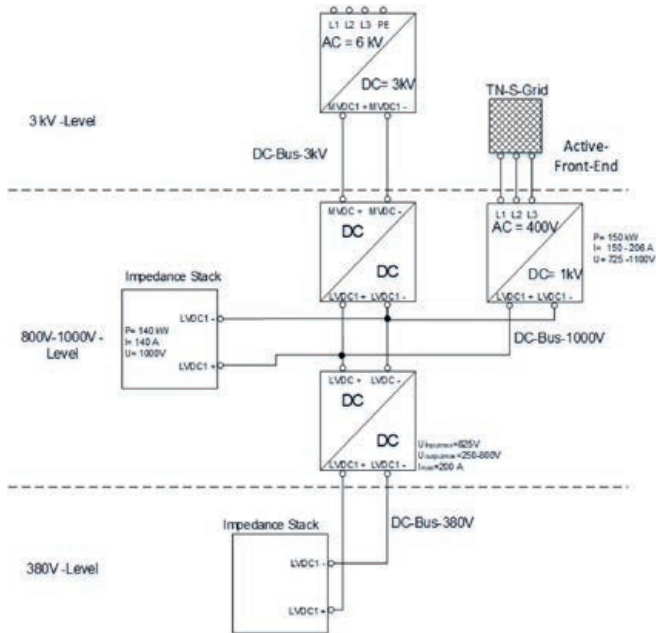 L1 L2 L3 PE
AC = 6 kV
DC= 3kV
MVDC1 + MVDC1 -
TN-S-Grid
3 kV -Level
DC-Bus-3kV
Active-
Front-End
MVDC + MVDC -
DC
DC
LVDC1 + LVDC1 -
L1 L2 L3
AC = 400V
DC= 1kV
LVDC1 + LVDC1 -
P= 150 kW
I= 150 - 206 A
U= 725 -1100V
Impedance Stack
LVDC1 -
P= 140 kW
I= 140 A
U= 1000V
LVDC1 +
800V-1000V -
Level
DC-Bus-1000V
LVDC + LVDC -
DC
DC
LVDC1 + LVDC1 -
=825V
=250-800V
=200 A
Impedance Stack
DC-Bus-380V
LVDC1 -
380V -Level
LVDC1 +